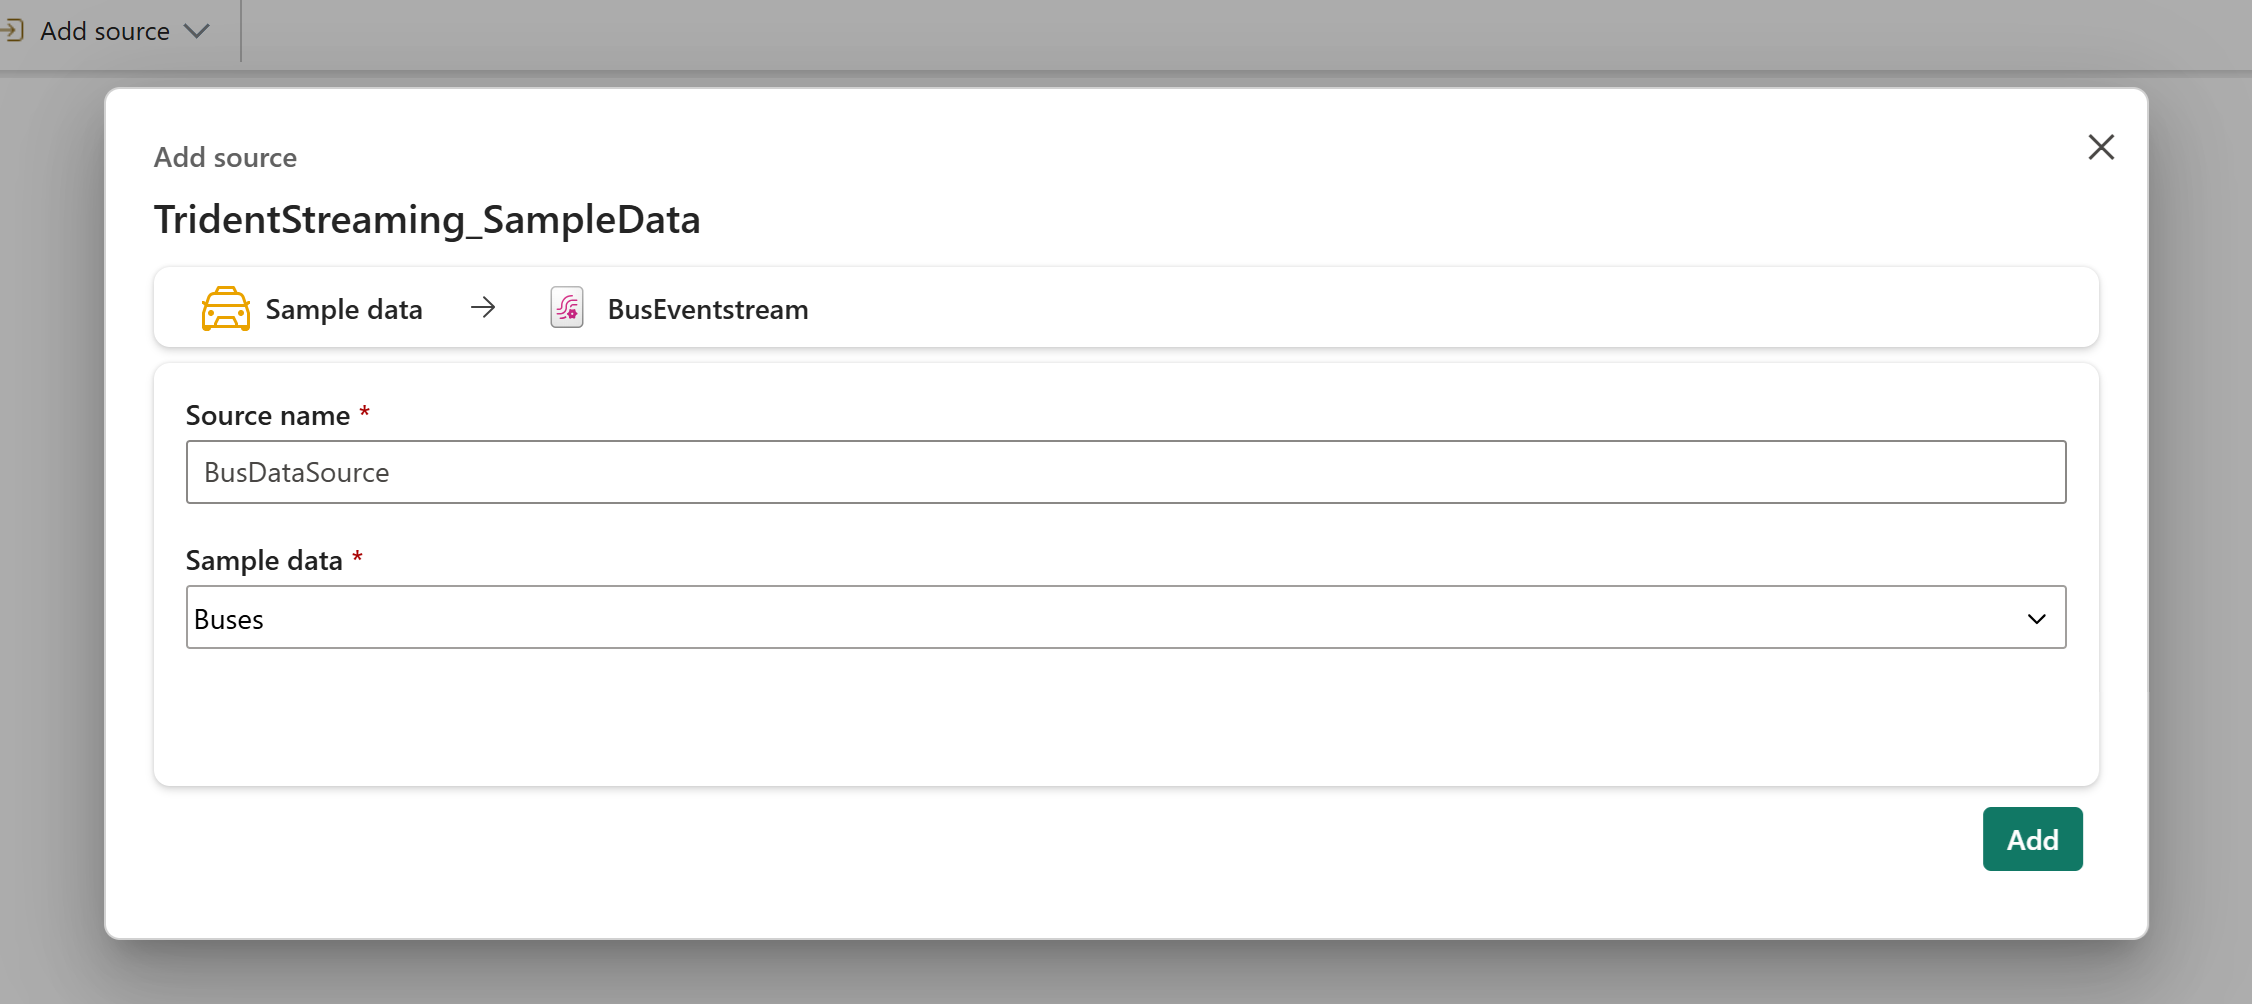 Add source
Add source
TridentStreaming_SampleData
Sample data → BusEventstream
Source name *
BusDataSource
Sample data *
Buses
Add